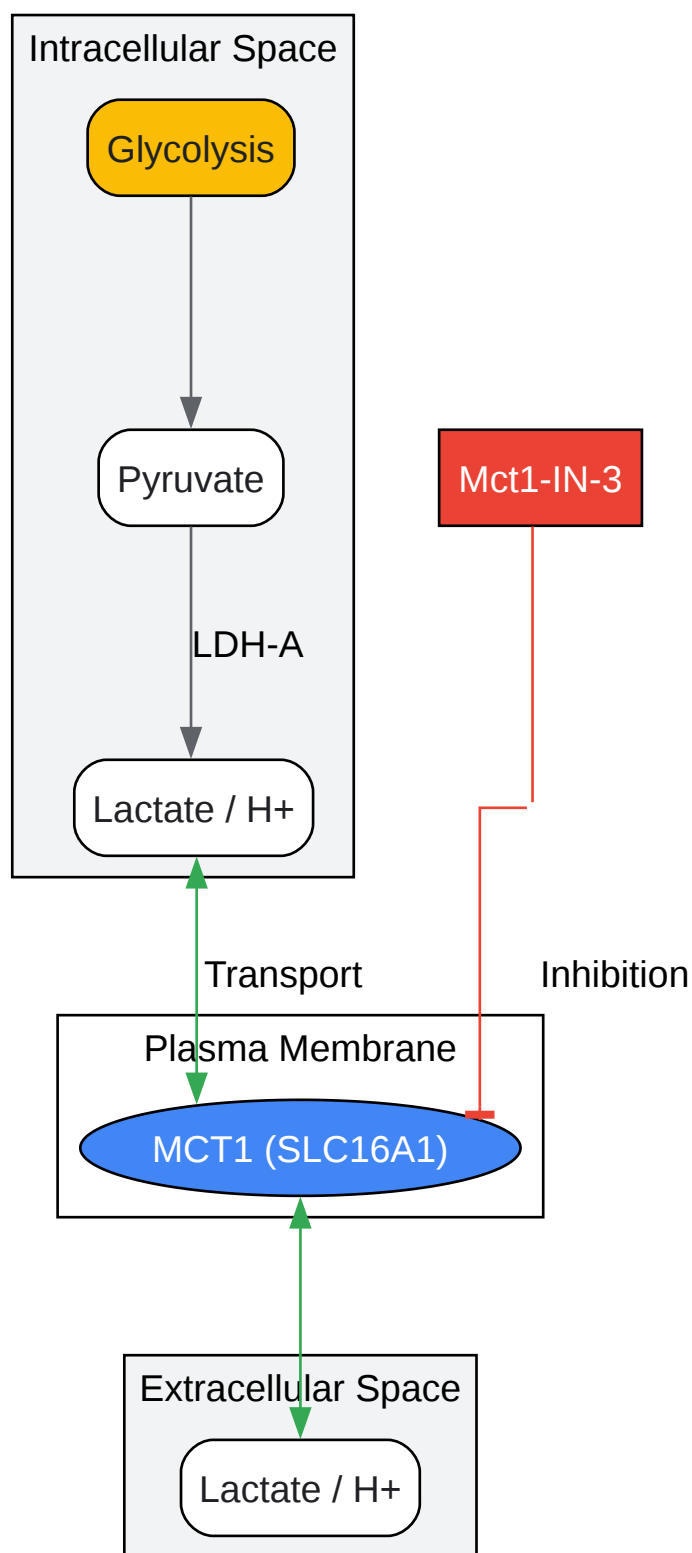 Intracellular Space
Glycolysis
Pyruvate
Mct1-IN-3
LDH-A
Lactate / H+
Transport
Inhibition
Plasma Membrane
MCT1 (SLC16A1)
Extracellular Space
Lactate / H+